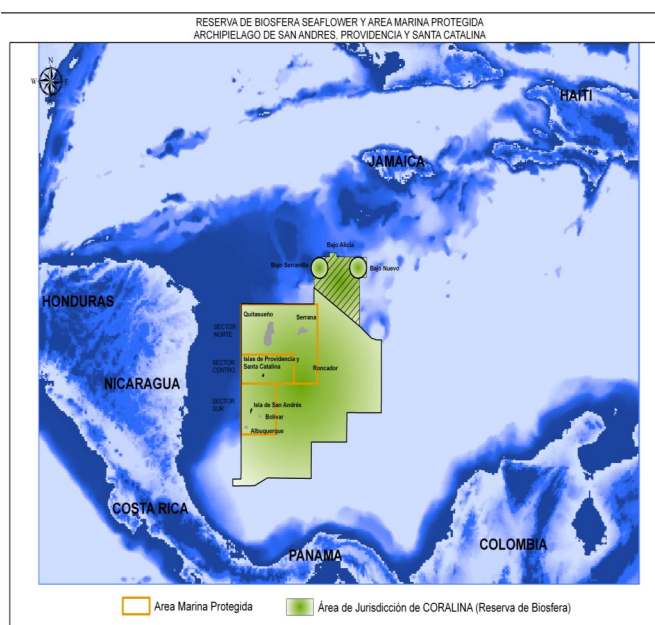 RESERVA DE BIOSFERA SEAFLOWER Y AREA MARINA PROTEGIDA
ARCHIPIELAGO DE SAN ANDRES, PROVIDENCIA Y SANTA CATALINA
N
W
E
S
HAITI
JAMAICA
Bajo Alicia
Bajo Serranilla
Bajo Nuevo
HONDURAS
Quitasueño
Serrana
SECTOR
NORTE
Islas de Providencia y
Santa Catalina
SECTOR
CENTRO
Roncador
NICARAGUA
SECTOR
SUR
Isla de San Andrés
Bolivar
Albuquerque
COSTA RICA
PANAMA
COLOMBIA
Area Marina Protegida
Área de Jurisdicción de CORALINA (Reserva de Biosfera)